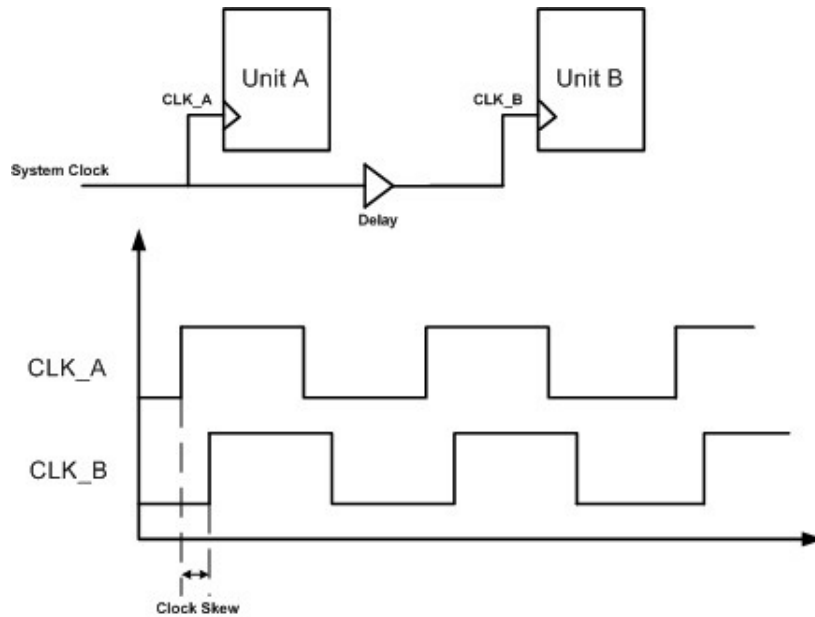 Unit A
Unit B
CLK_A
CLK_B
System Clock
Delay
CLK_A
CLK_B
Clock Skew